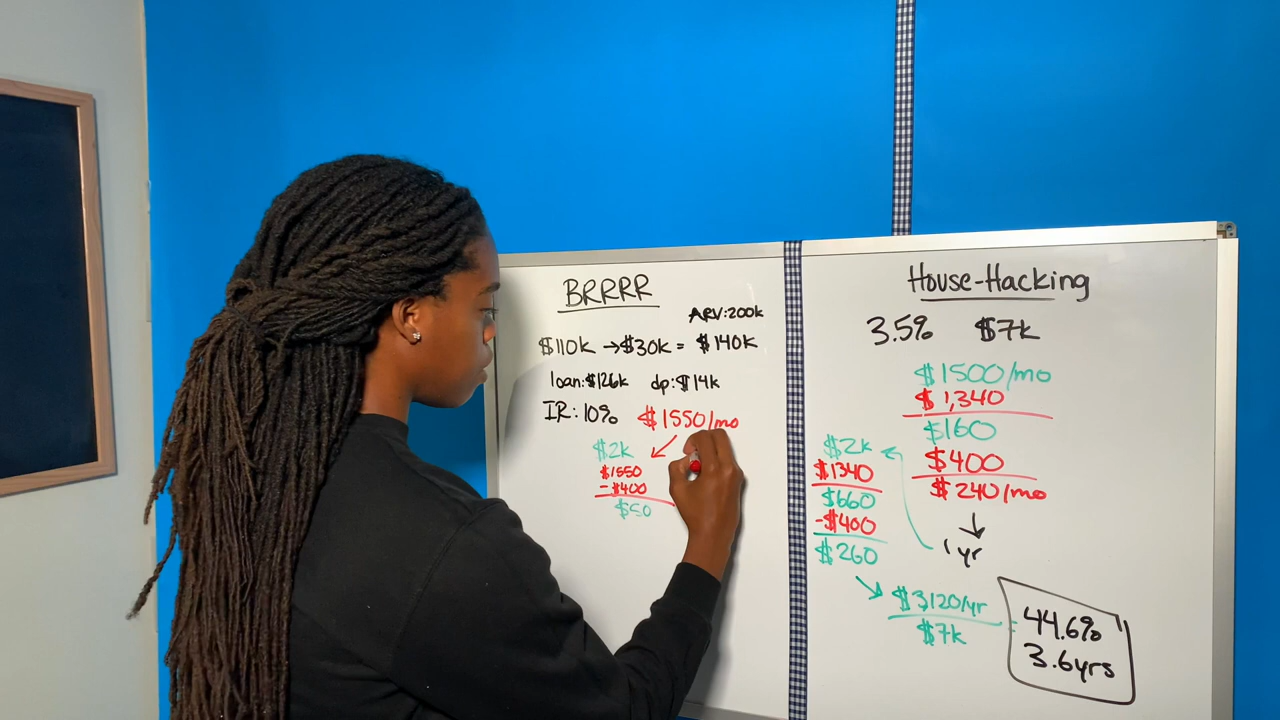 BRRRR
ARV:200k
$110k →$30k = $140k
loan:$126k dp:$14k
IR: 10% $1550/mo
$2k
$1550
-$400
$50
House-Hacking
3.5% $7k
$1500/mo
$1,340
$160
$400
$240/mo
1 yr
$2k
$1340
$660
-$400
$260
$3,120/yr
$7k
=
44.6%
3.6yrs